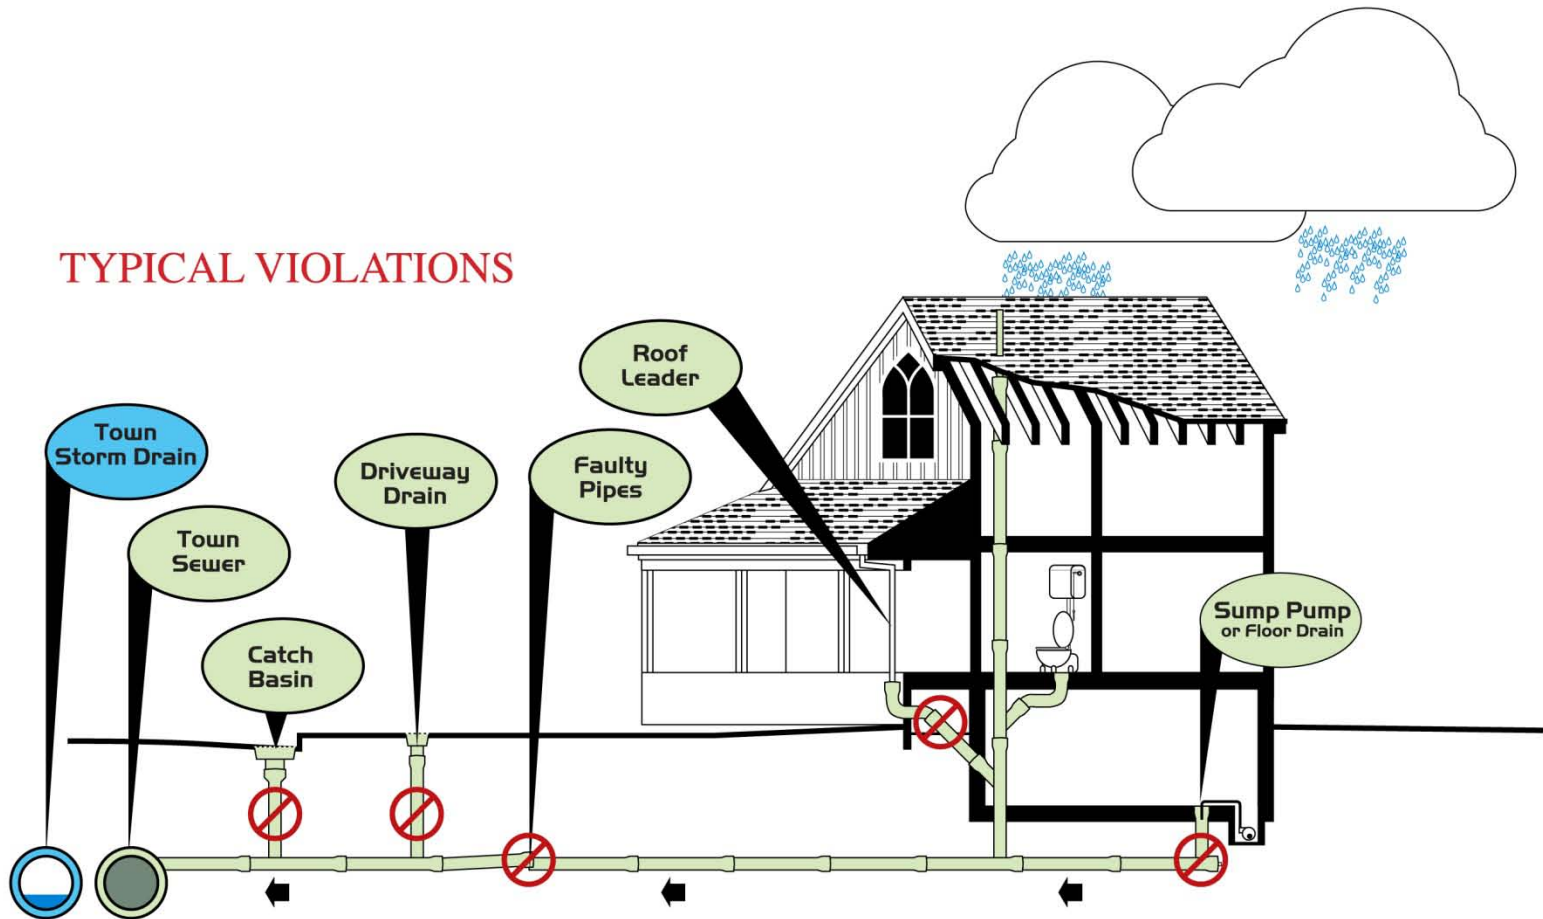 TYPICAL VIOLATIONS
Roof
Leader
Town
Storm Drain
Driveway
Drain
Faulty
Pipes
Town
Sewer
Sump Pump
or Floor Drain
Catch
Basin